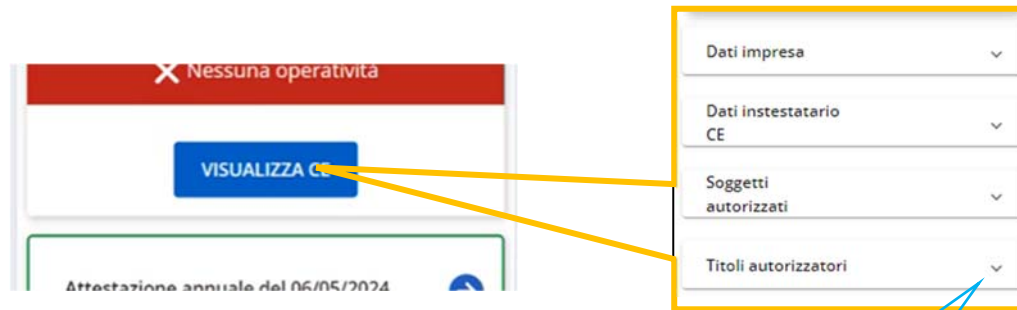 Nessuna operatività
VISUALIZZA CE
Attestazione annuale del 06/05/2024
Dati impresa
Dati instestatario
CE
Soggetti
autorizzati
Titoli autorizzatori